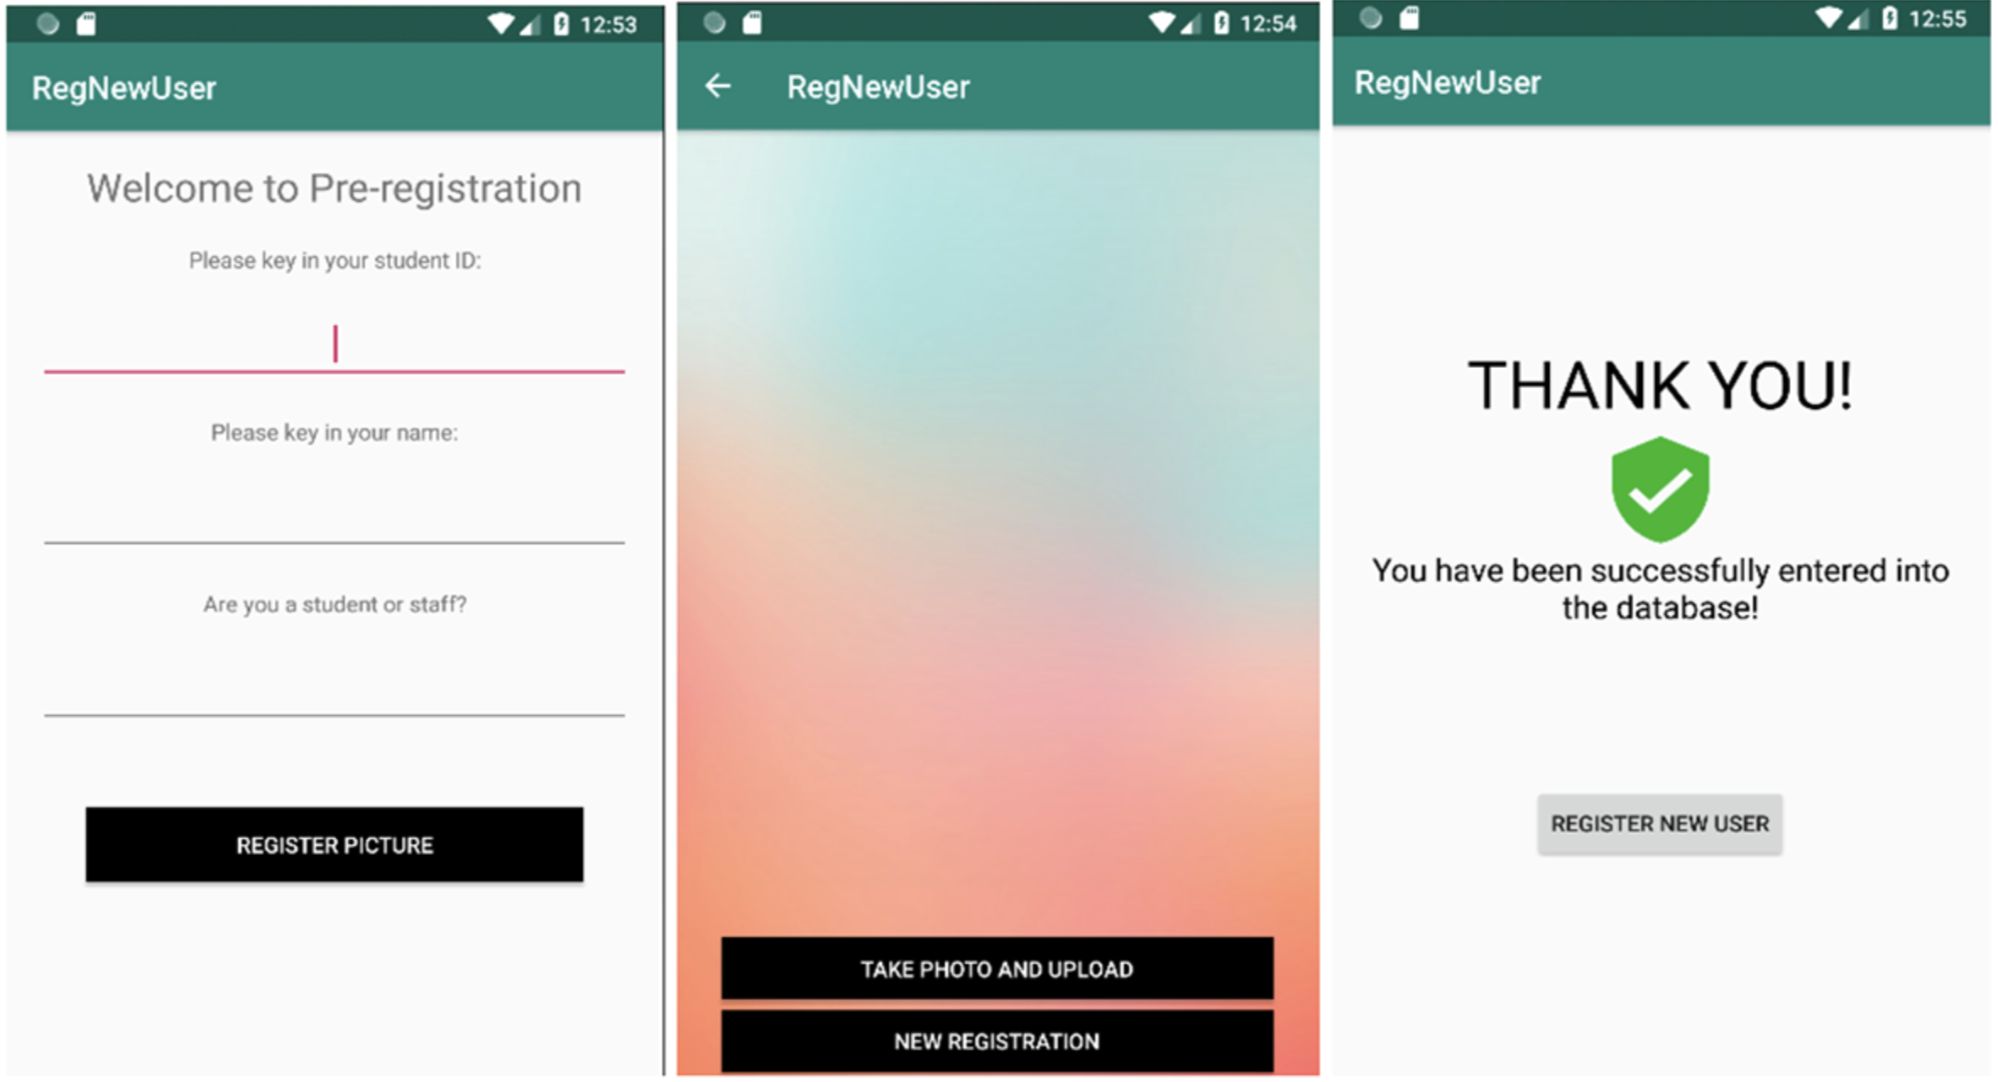 12:53
RegNewUser
Welcome to Pre-registration
Please key in your student ID:
Please key in your name:
Are you a student or staff?
REGISTER PICTURE
12:54
RegNewUser
TAKE PHOTO AND UPLOAD
NEW REGISTRATION
12:55
RegNewUser
THANK YOU!
You have been successfully entered into
the database!
REGISTER NEW USER